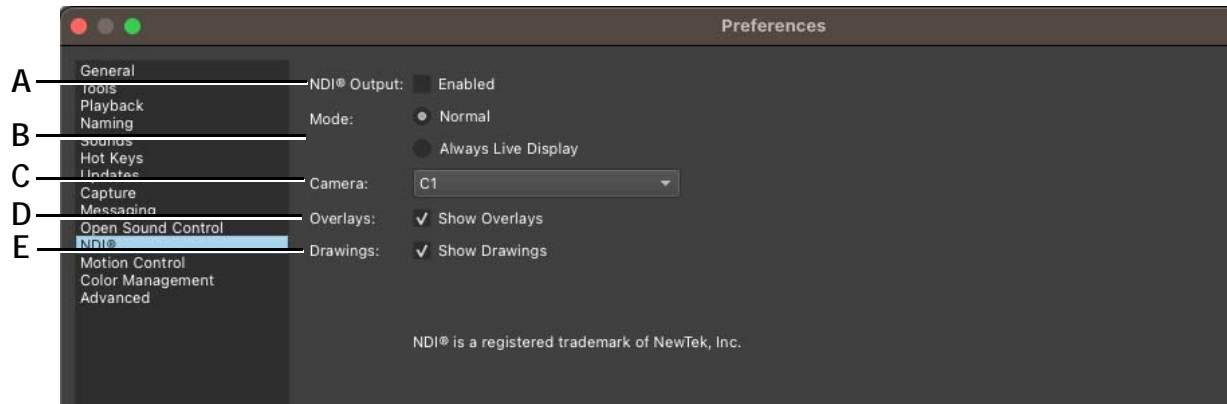 Preferences
General
Tools
Playback
Naming
Sounds
Hot Keys
Updates
Capture
Messaging
Open Sound Control
NDI®
Motion Control
Color Management
Advanced
A
B
C
D
E
NDI® Output: Enabled
Mode: Normal
Always Live Display
Camera: C1
Overlays: Show Overlays
Drawings: Show Drawings
NDI® is a registered trademark of NewTek, Inc.